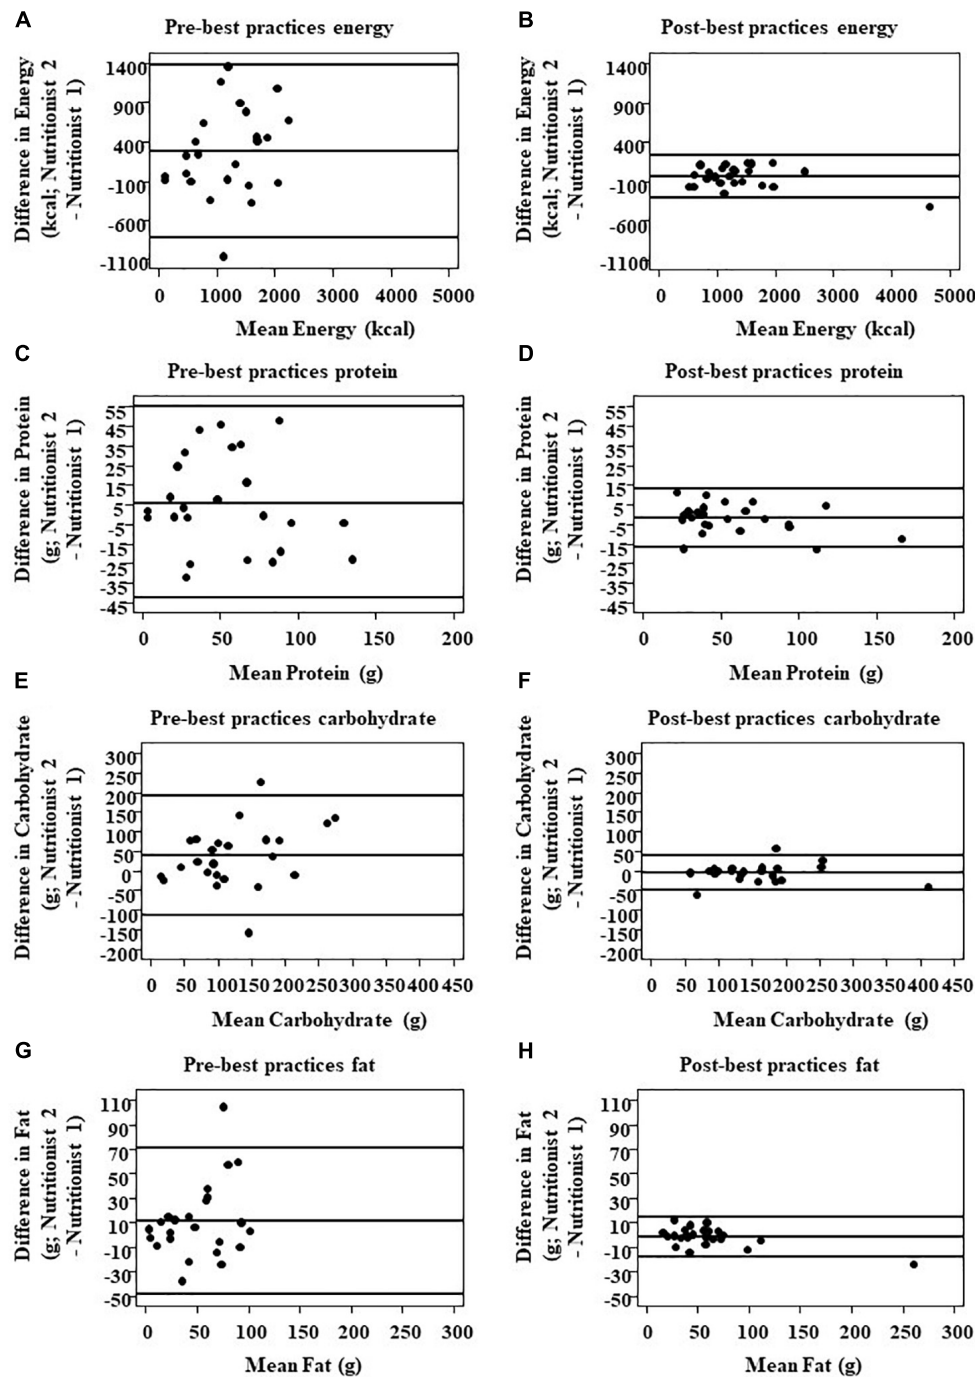 A
Pre-best practices energy
Difference in Energy
(kcal; Nutritionist 2
- Nutritionist 1)
1400
900
400
-100
-600
-1100
0 1000 2000 3000 4000 5000
Mean Energy (kcal)
B
Post-best practices energy
Difference in Energy
(kcal; Nutritionist 2
- Nutritionist 1)
1400
900
400
-100
-600
-1100
0 1000 2000 3000 4000 5000
Mean Energy (kcal)
C
Pre-best practices protein
Difference in Protein
(g; Nutritionist 2
- Nutritionist 1)
55
45
35
25
15
5
-5
-15
-25
-35
-45
0 50 100 150 200
Mean Protein (g)
D
Post-best practices protein
Difference in Protein
(g; Nutritionist 2
- Nutritionist 1)
55
45
35
25
15
5
-5
-15
-25
-35
-45
0 50 100 150 200
Mean Protein (g)
E
Pre-best practices carbohydrate
Difference in Carbohydrate
(g; Nutritionist 2
- Nutritionist 1)
300
250
200
150
100
50
0
-50
-100
-150
-200
0 50 100 150 200 250 300 350 400 450
Mean Carbohydrate (g)
F
Post-best practices carbohydrate
Difference in Carbohydrate
(g; Nutritionist 2
- Nutritionist 1)
300
250
200
150
100
50
0
-50
-100
-150
-200
0 50 100 150 200 250 300 350 400 450
Mean Carbohydrate (g)
G
Pre-best practices fat
Difference in Fat
(g; Nutritionist 2
- Nutritionist 1)
110
90
70
50
30
10
-10
-30
-50
0 50 100 150 200 250 300
Mean Fat (g)
H
Post-best practices fat
Difference in Fat
(g; Nutritionist 2
- Nutritionist 1)
110
90
70
50
30
10
-10
-30
-50
0 50 100 150 200 250 300
Mean Fat (g)